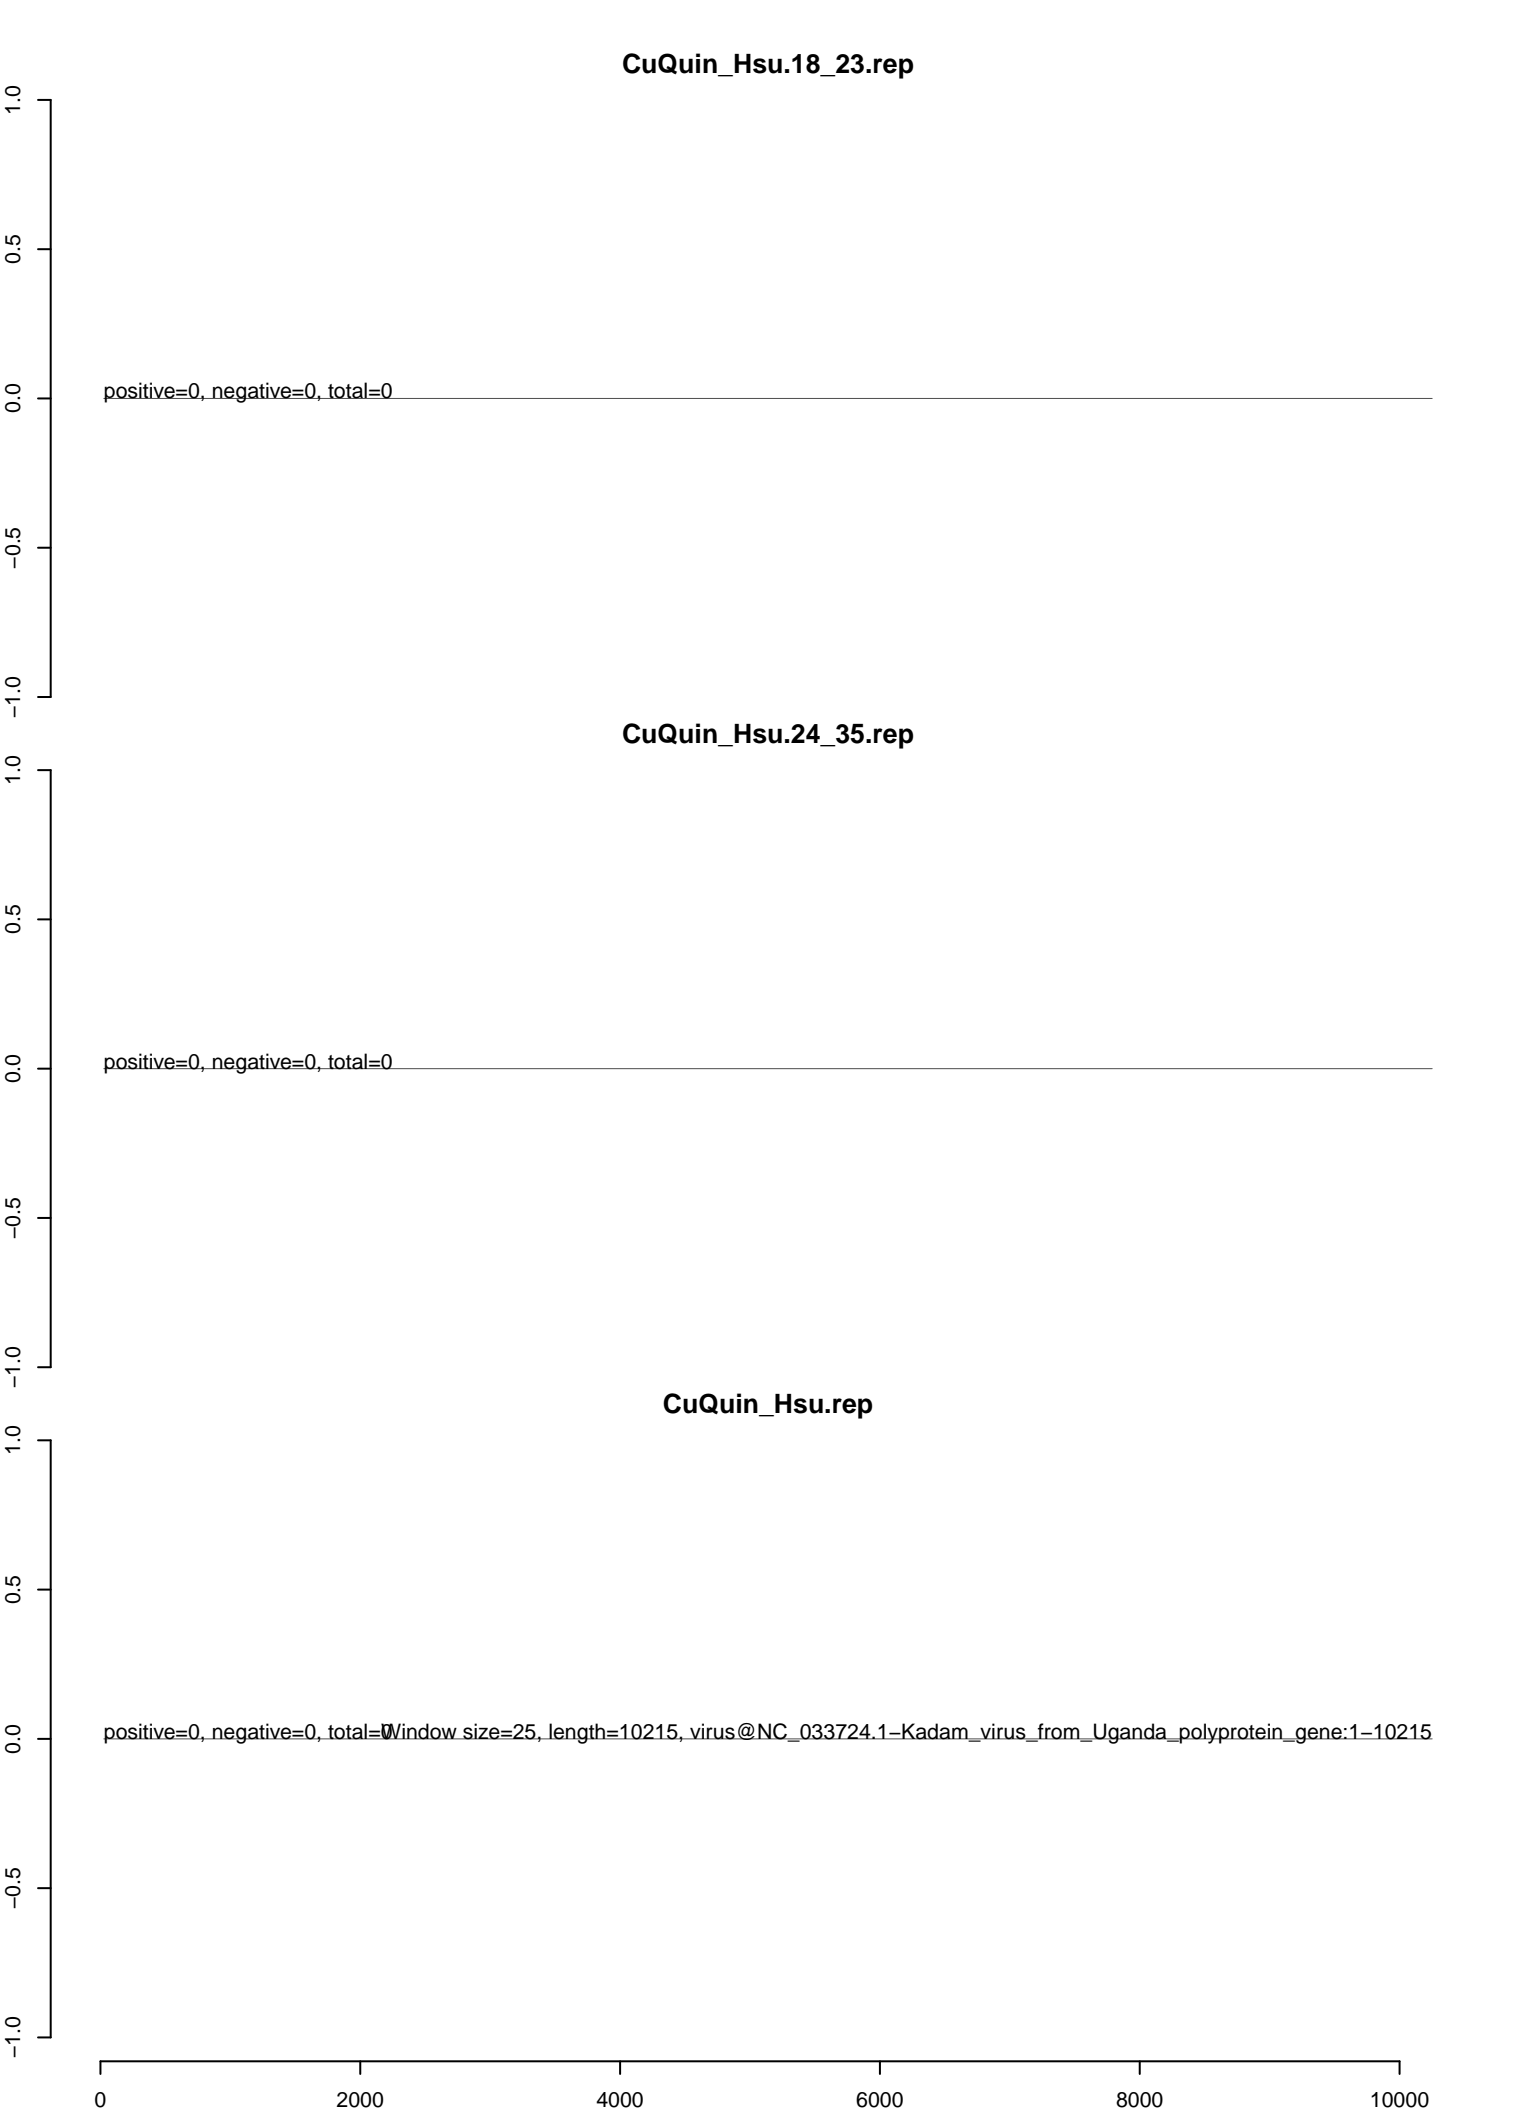 CuQuin_Hsu.18_23.rep
1.0
0.5
0.0
−0.5
−1.0
positive=0, negative=0, total=0
CuQuin_Hsu.24_35.rep
1.0
0.5
0.0
−0.5
−1.0
positive=0, negative=0, total=0
CuQuin_Hsu.rep
1.0
0.5
0.0
−0.5
−1.0
positive=0, negative=0, total=0
Window size=25, length=10215, virus@NC_033724.1−Kadam_virus_from_Uganda_polyprotein_gene:1−10215
0 2000 4000 6000 8000 10000